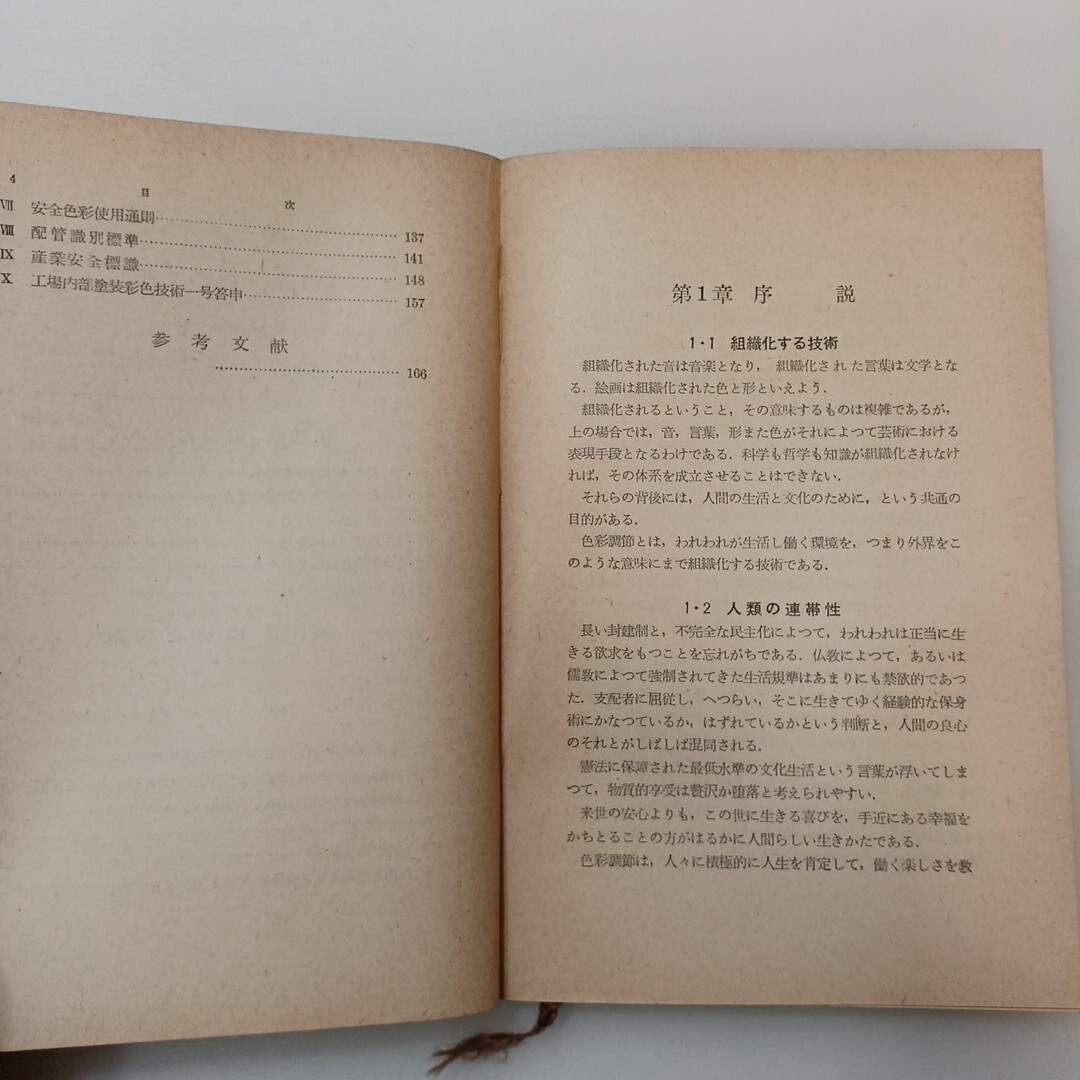 4
目 次
Ⅶ 安全色彩使用通則……137
Ⅷ 配管識別標準……141
Ⅸ 産業安全標識……148
Ⅹ 工場内部塗装彩色技術一号答申……157
参考文献
……166
第1章 序 説
1・1 組織化する技術
組織化された音は音楽となり，組織化された言葉は文学とな
る．絵画は組織化された色と形といえよう．
組織化されるということ，その意味するものは複雑であるが，
上の場合では，音，言葉，形また色がそれによつて芸術における
表現手段となるわけである．科学も哲学も知識が組織化されなけ
れば，その体系を成立させることはできない．
それらの背後には，人間の生活と文化のために，という共通の
目的がある．
色彩調節とは，われわれが生活し働く環境を，つまり外界をこ
のような意味にまで組織化する技術である．
1・2 人類の連帯性
長い封建制と，不完全な民主化によつて，われわれは正当に生
きる欲求をもつことを忘れがちである．仏教によつて，あるいは
儒教によつて強制されてきた生活規準はあまりにも禁欲的であつ
た．支配者に屈従し，へつらい，そこに生きてゆく経験的な保身
術にかなつているか，はずれているかという判断と，人間の良心
のそれとがしばしば混同される．
憲法に保障された最低水準の文化生活という言葉が浮いてしま
つて，物質的享受は贅沢か堕落と考えられやすい．
来世の安心よりも，この世に生きる喜びを，手近にある幸福を
かちとることの方がはるかに人間らしい生きかたである．
色彩調節は，人々に積極的に人生を肯定して，働く楽しさを教